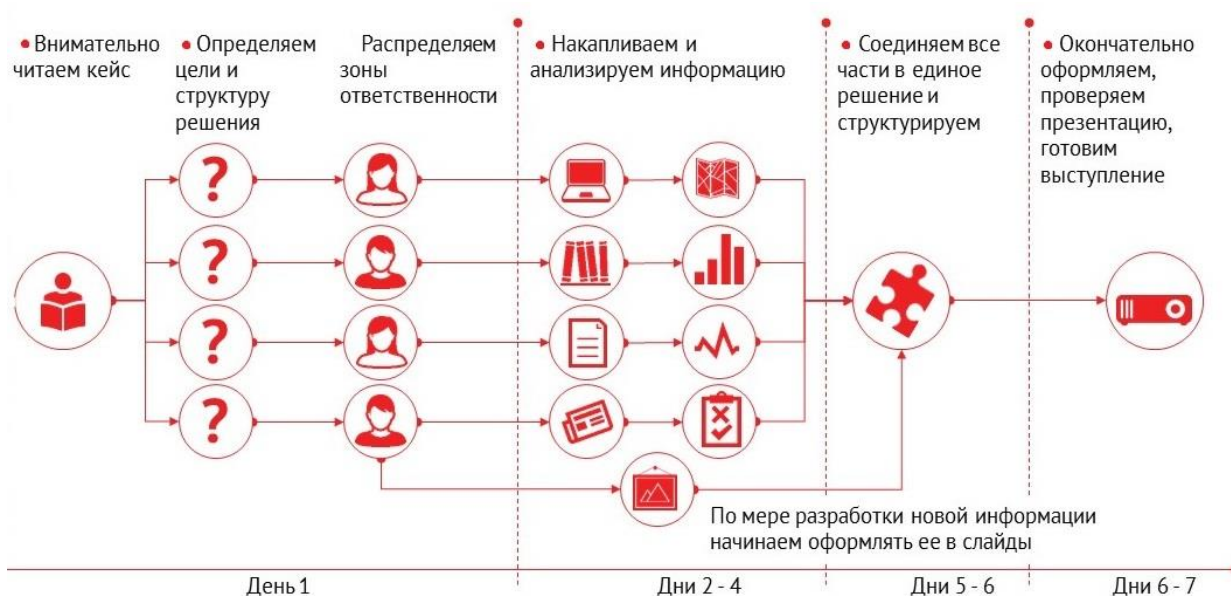 • Внимательно
читаем кейс
• Определяем
цели и
структуру
решения
Распределяем
зоны
ответственности
• Накапливаем и
анализируем информацию
• Соединяем все
части в единое
решение и
структурируем
• Окончательно
оформляем,
проверяем
презентацию,
готовим
выступление
?
?
?
?
По мере разработки новой информации
начинаем оформлять ее в слайды
День 1
Дни 2 - 4
Дни 5 - 6
Дни 6 - 7